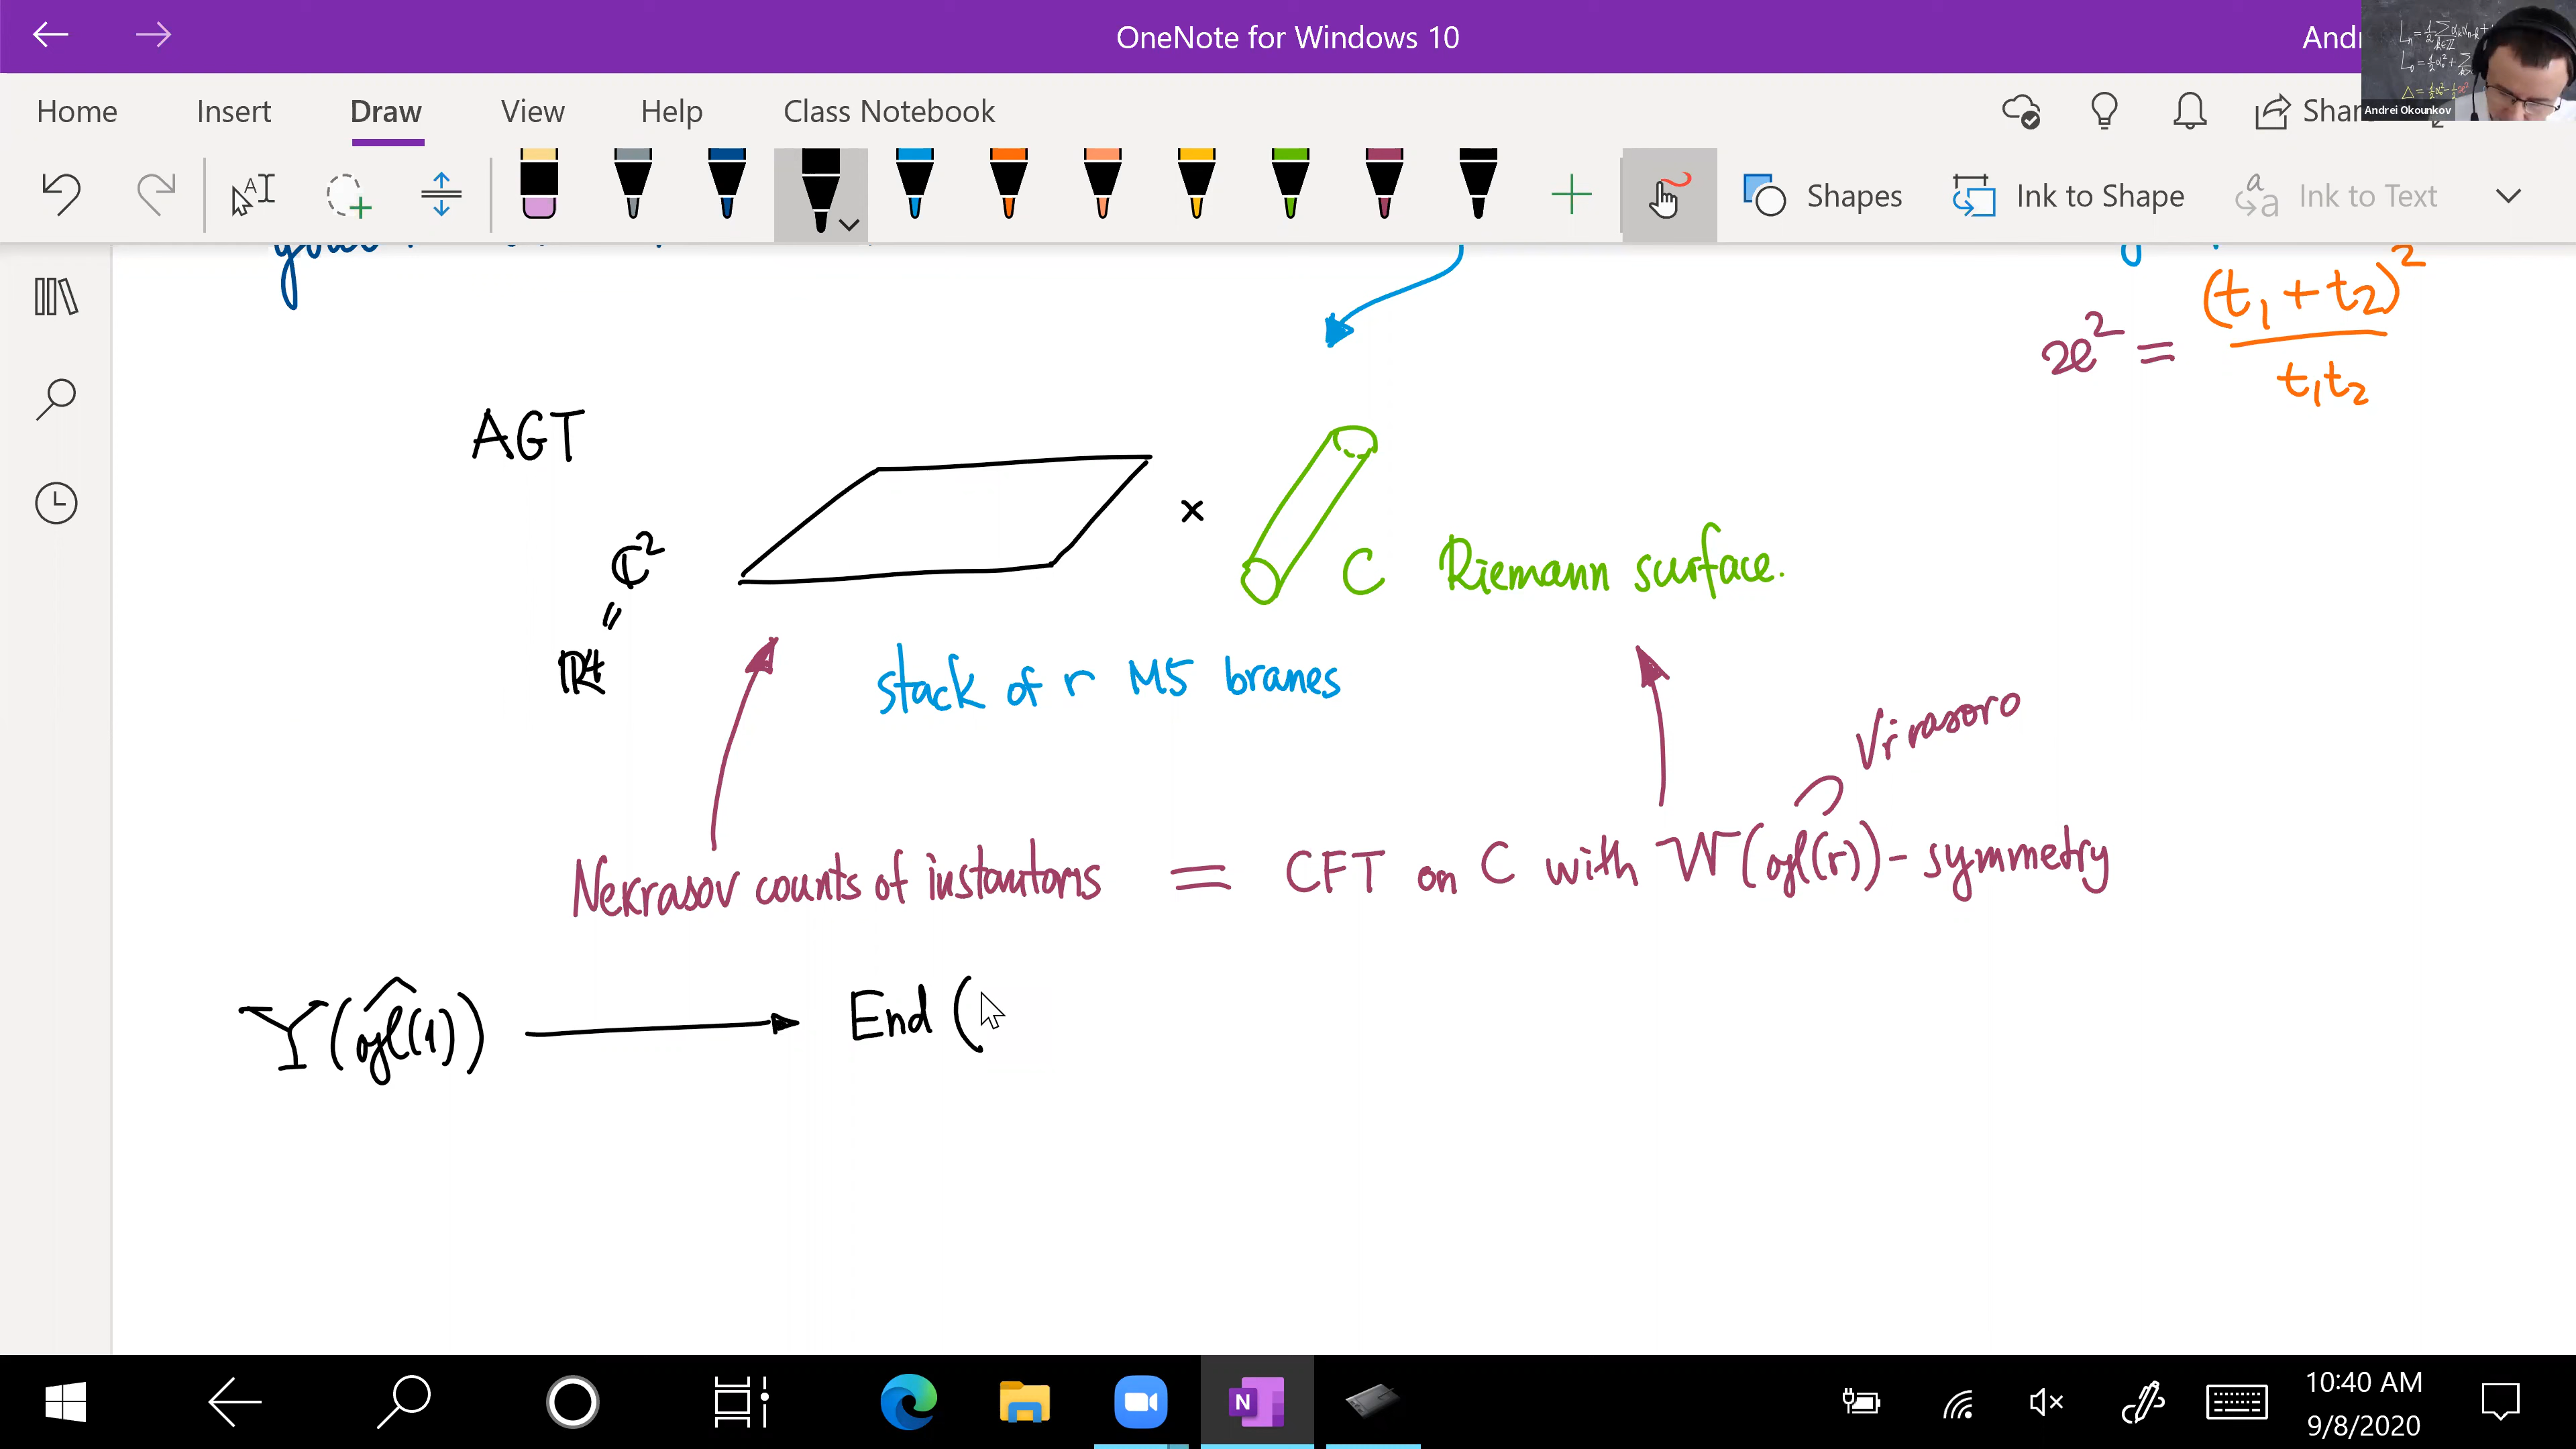 OneNote for Windows 10
Andrei Okounkov
Home Insert Draw View Help Class Notebook
Shapes Ink to Shape Ink to Text
æ² = (t₁ + t₂)² / t₁t₂
AGT
×
ℂ²
=
ℝ⁴
C Riemann surface.
stack of r M5 branes
Virasoro
Nekrasov counts of instantons = CFT on C with W(gl(r))-symmetry
Y(\widehat{gl(1)}) → End (
10:40 AM
9/8/2020